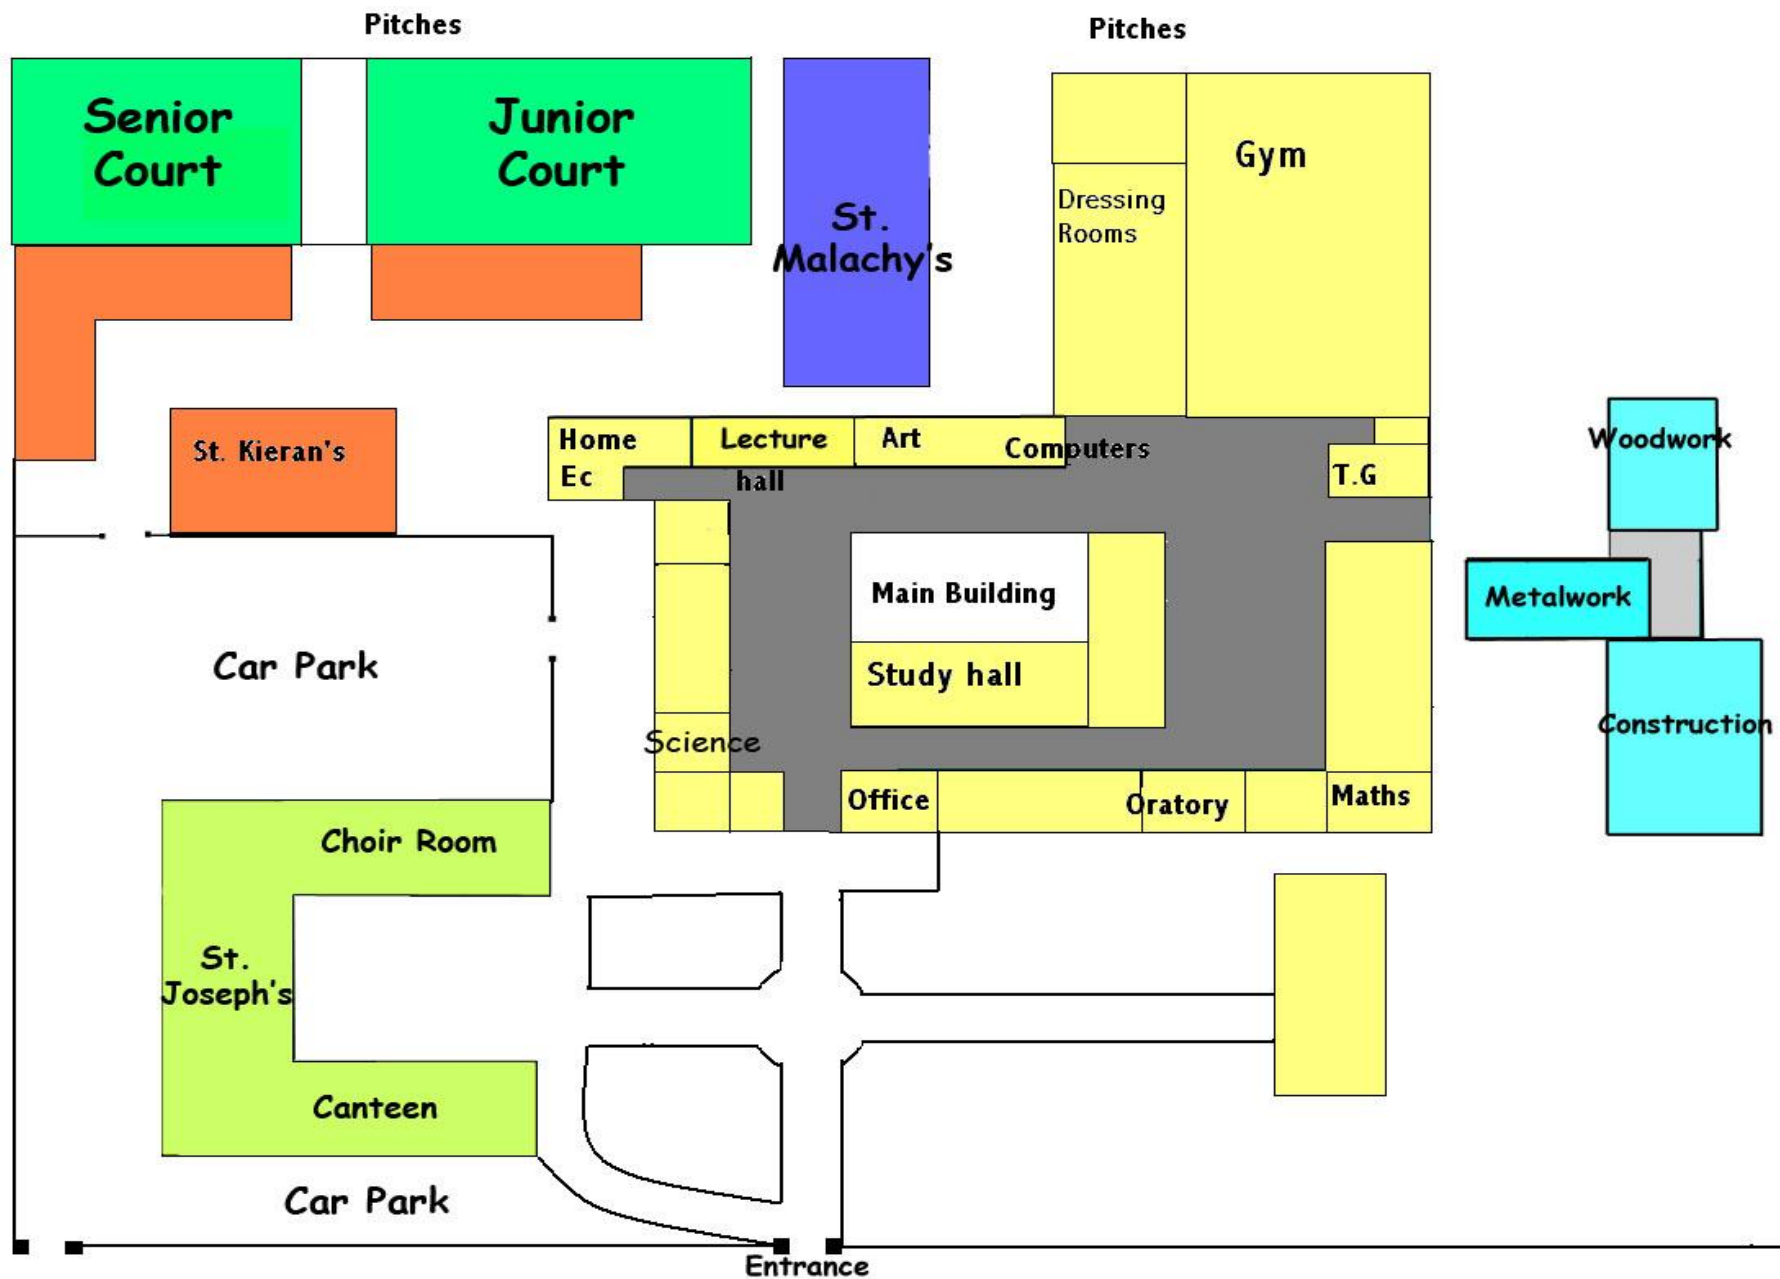 Pitches
Pitches
Senior
Court
Junior
Court
St.
Malachy's
Gym
Dressing
Rooms
St. Kieran's
Home
Ec
Lecture
hall
Art
Computers
T.G
Woodwork
Main Building
Metalwork
Car Park
Study hall
Construction
Science
Office
Oratory
Maths
Choir Room
St.
Joseph's
Canteen
Car Park
Entrance